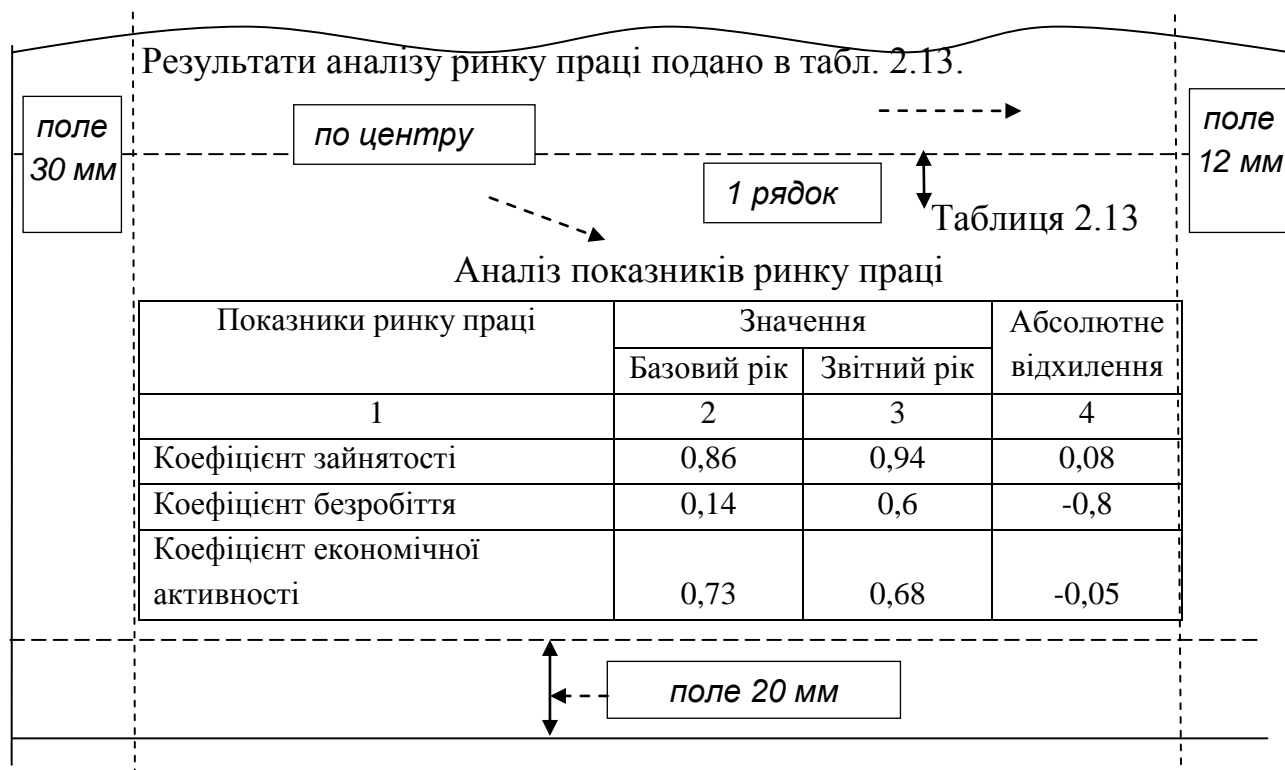 Результати аналізу ринку праці подано в табл. 2.13.
поле
30 мм
по центру
поле
12 мм
1 рядок
Таблиця 2.13
Аналіз показників ринку праці
Показники ринку праці Значення Абсолютне
Базовий рік Звітний рік відхилення
1 2 3 4
Коефіцієнт зайнятості 0,86 0,94 0,08
Коефіцієнт безробіття 0,14 0,6 -0,8
Коефіцієнт економічної
активності 0,73 0,68 -0,05
поле 20 мм